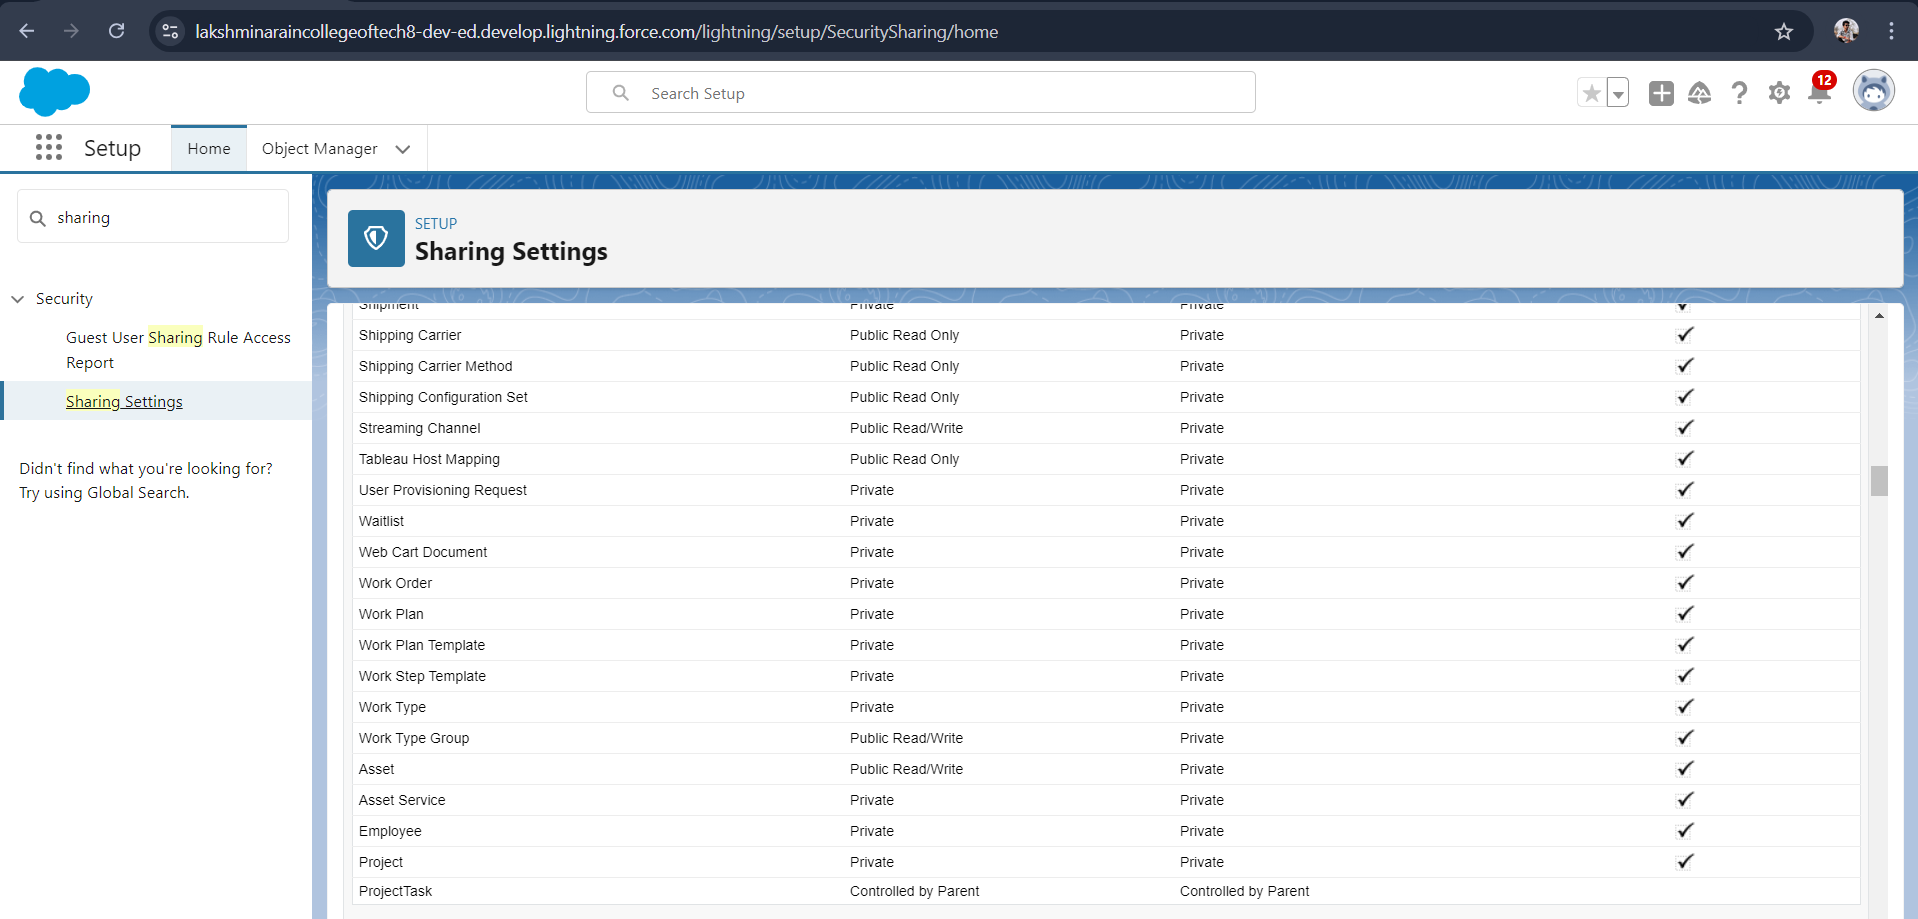 lakshminaraincollegeoftech8-dev-ed.develop.lightning.force.com/lightning/setup/SecuritySharing/home
Search Setup
12
Setup
Home
Object Manager
sharing
Security
Guest User Sharing Rule Access
Report
Sharing Settings
Didn't find what you're looking for?
Try using Global Search.
SETUP
Sharing Settings
Shipment Private Private
Shipping Carrier Public Read Only Private
Shipping Carrier Method Public Read Only Private
Shipping Configuration Set Public Read Only Private
Streaming Channel Public Read/Write Private
Tableau Host Mapping Public Read Only Private
User Provisioning Request Private Private
Waitlist Private Private
Web Cart Document Private Private
Work Order Private Private
Work Plan Private Private
Work Plan Template Private Private
Work Step Template Private Private
Work Type Private Private
Work Type Group Public Read/Write Private
Asset Public Read/Write Private
Asset Service Private Private
Employee Private Private
Project Private Private
ProjectTask Controlled by Parent Controlled by Parent